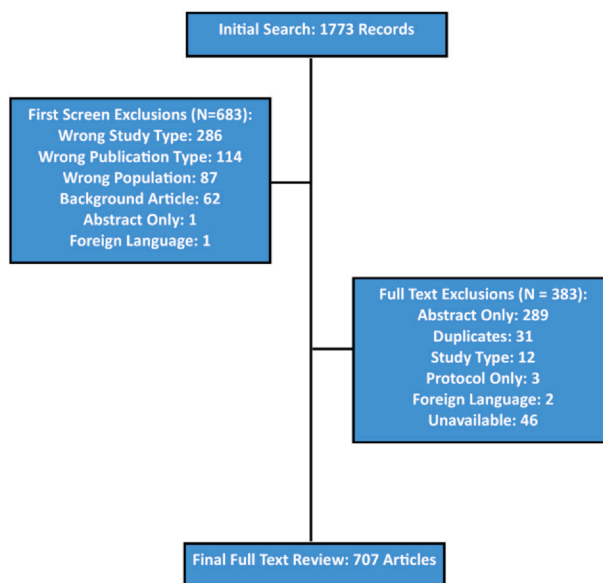 Initial Search: 1773 Records
First Screen Exclusions (N=683):
Wrong Study Type: 286
Wrong Publication Type: 114
Wrong Population: 87
Background Article: 62
Abstract Only: 1
Foreign Language: 1
Full Text Exclusions (N = 383):
Abstract Only: 289
Duplicates: 31
Study Type: 12
Protocol Only: 3
Foreign Language: 2
Unavailable: 46
Final Full Text Review: 707 Articles